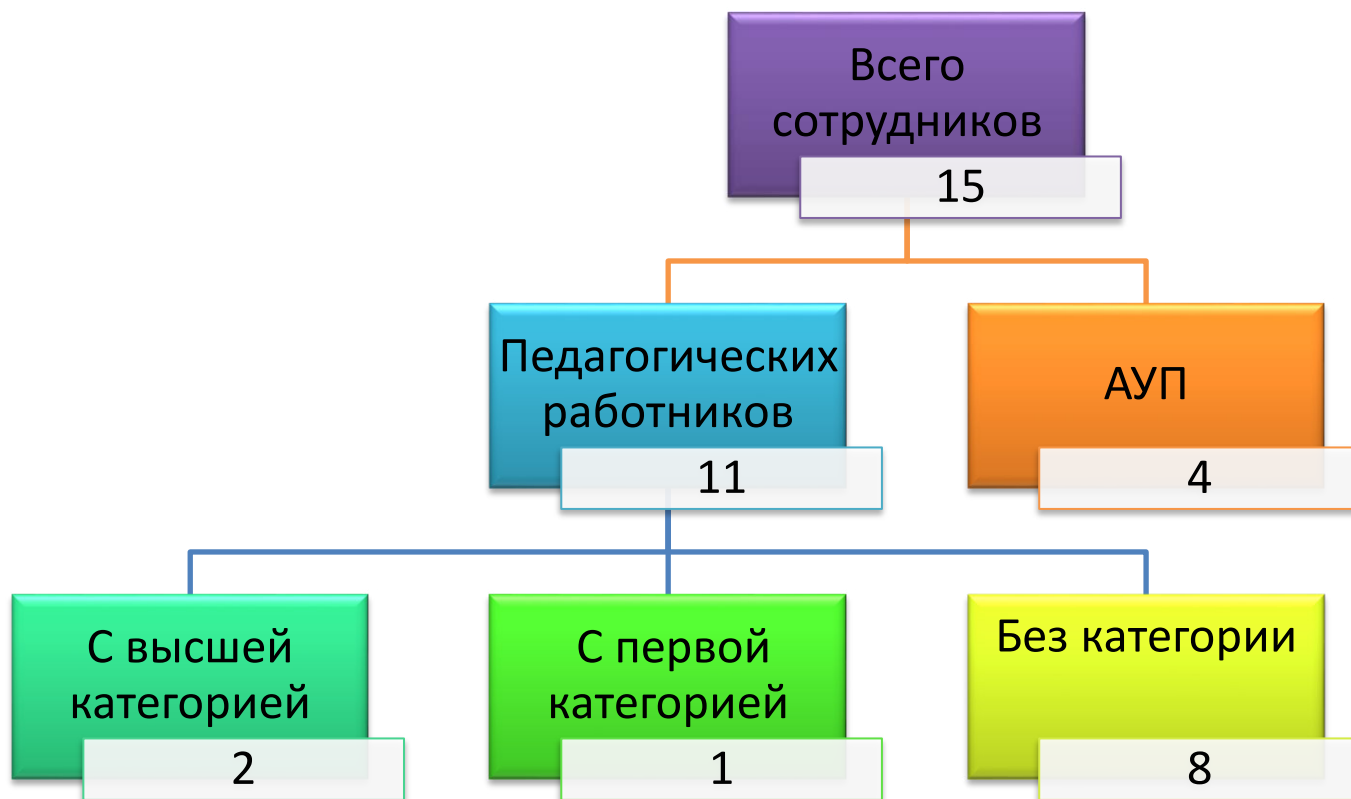 Всего
сотрудников
15
Педагогических
работников
11
АУП
4
С высшей
категорией
2
С первой
категорией
1
Без категории
8